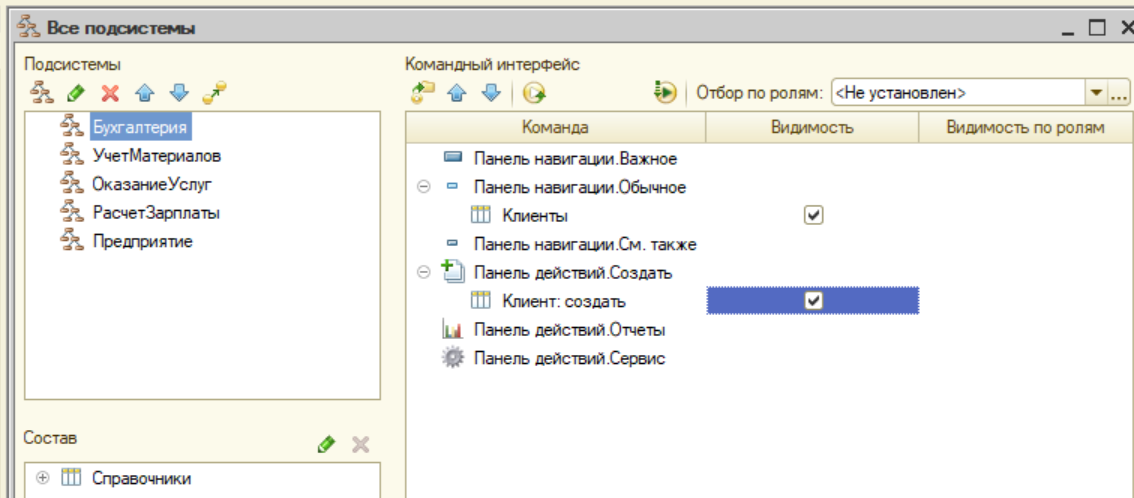 Все подсистемы
Подсистемы
Бухгалтерия
УчетМатериалов
ОказаниеУслуг
РасчетЗарплаты
Предприятие
Состав
Справочники
Командный интерфейс
Отбор по ролям: <Не установлен>
Команда Видимость Видимость по ролям
Панель навигации.Важное
Панель навигации.Обычное
Клиенты
Панель навигации.См. также
Панель действий.Создать
Клиент: создать
Панель действий.Отчеты
Панель действий.Сервис